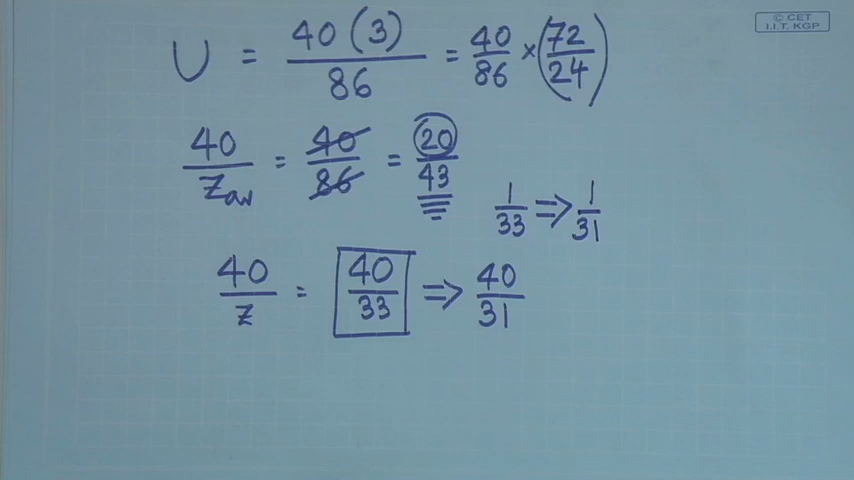 © CET
I.I.T. KGP
U = 40 (3) / 86 = 40/86 × (72/24)
40/Zav = 40/86 = 20/43
1/33 ⇒ 1/31
40/z = 40/33 ⇒ 40/31